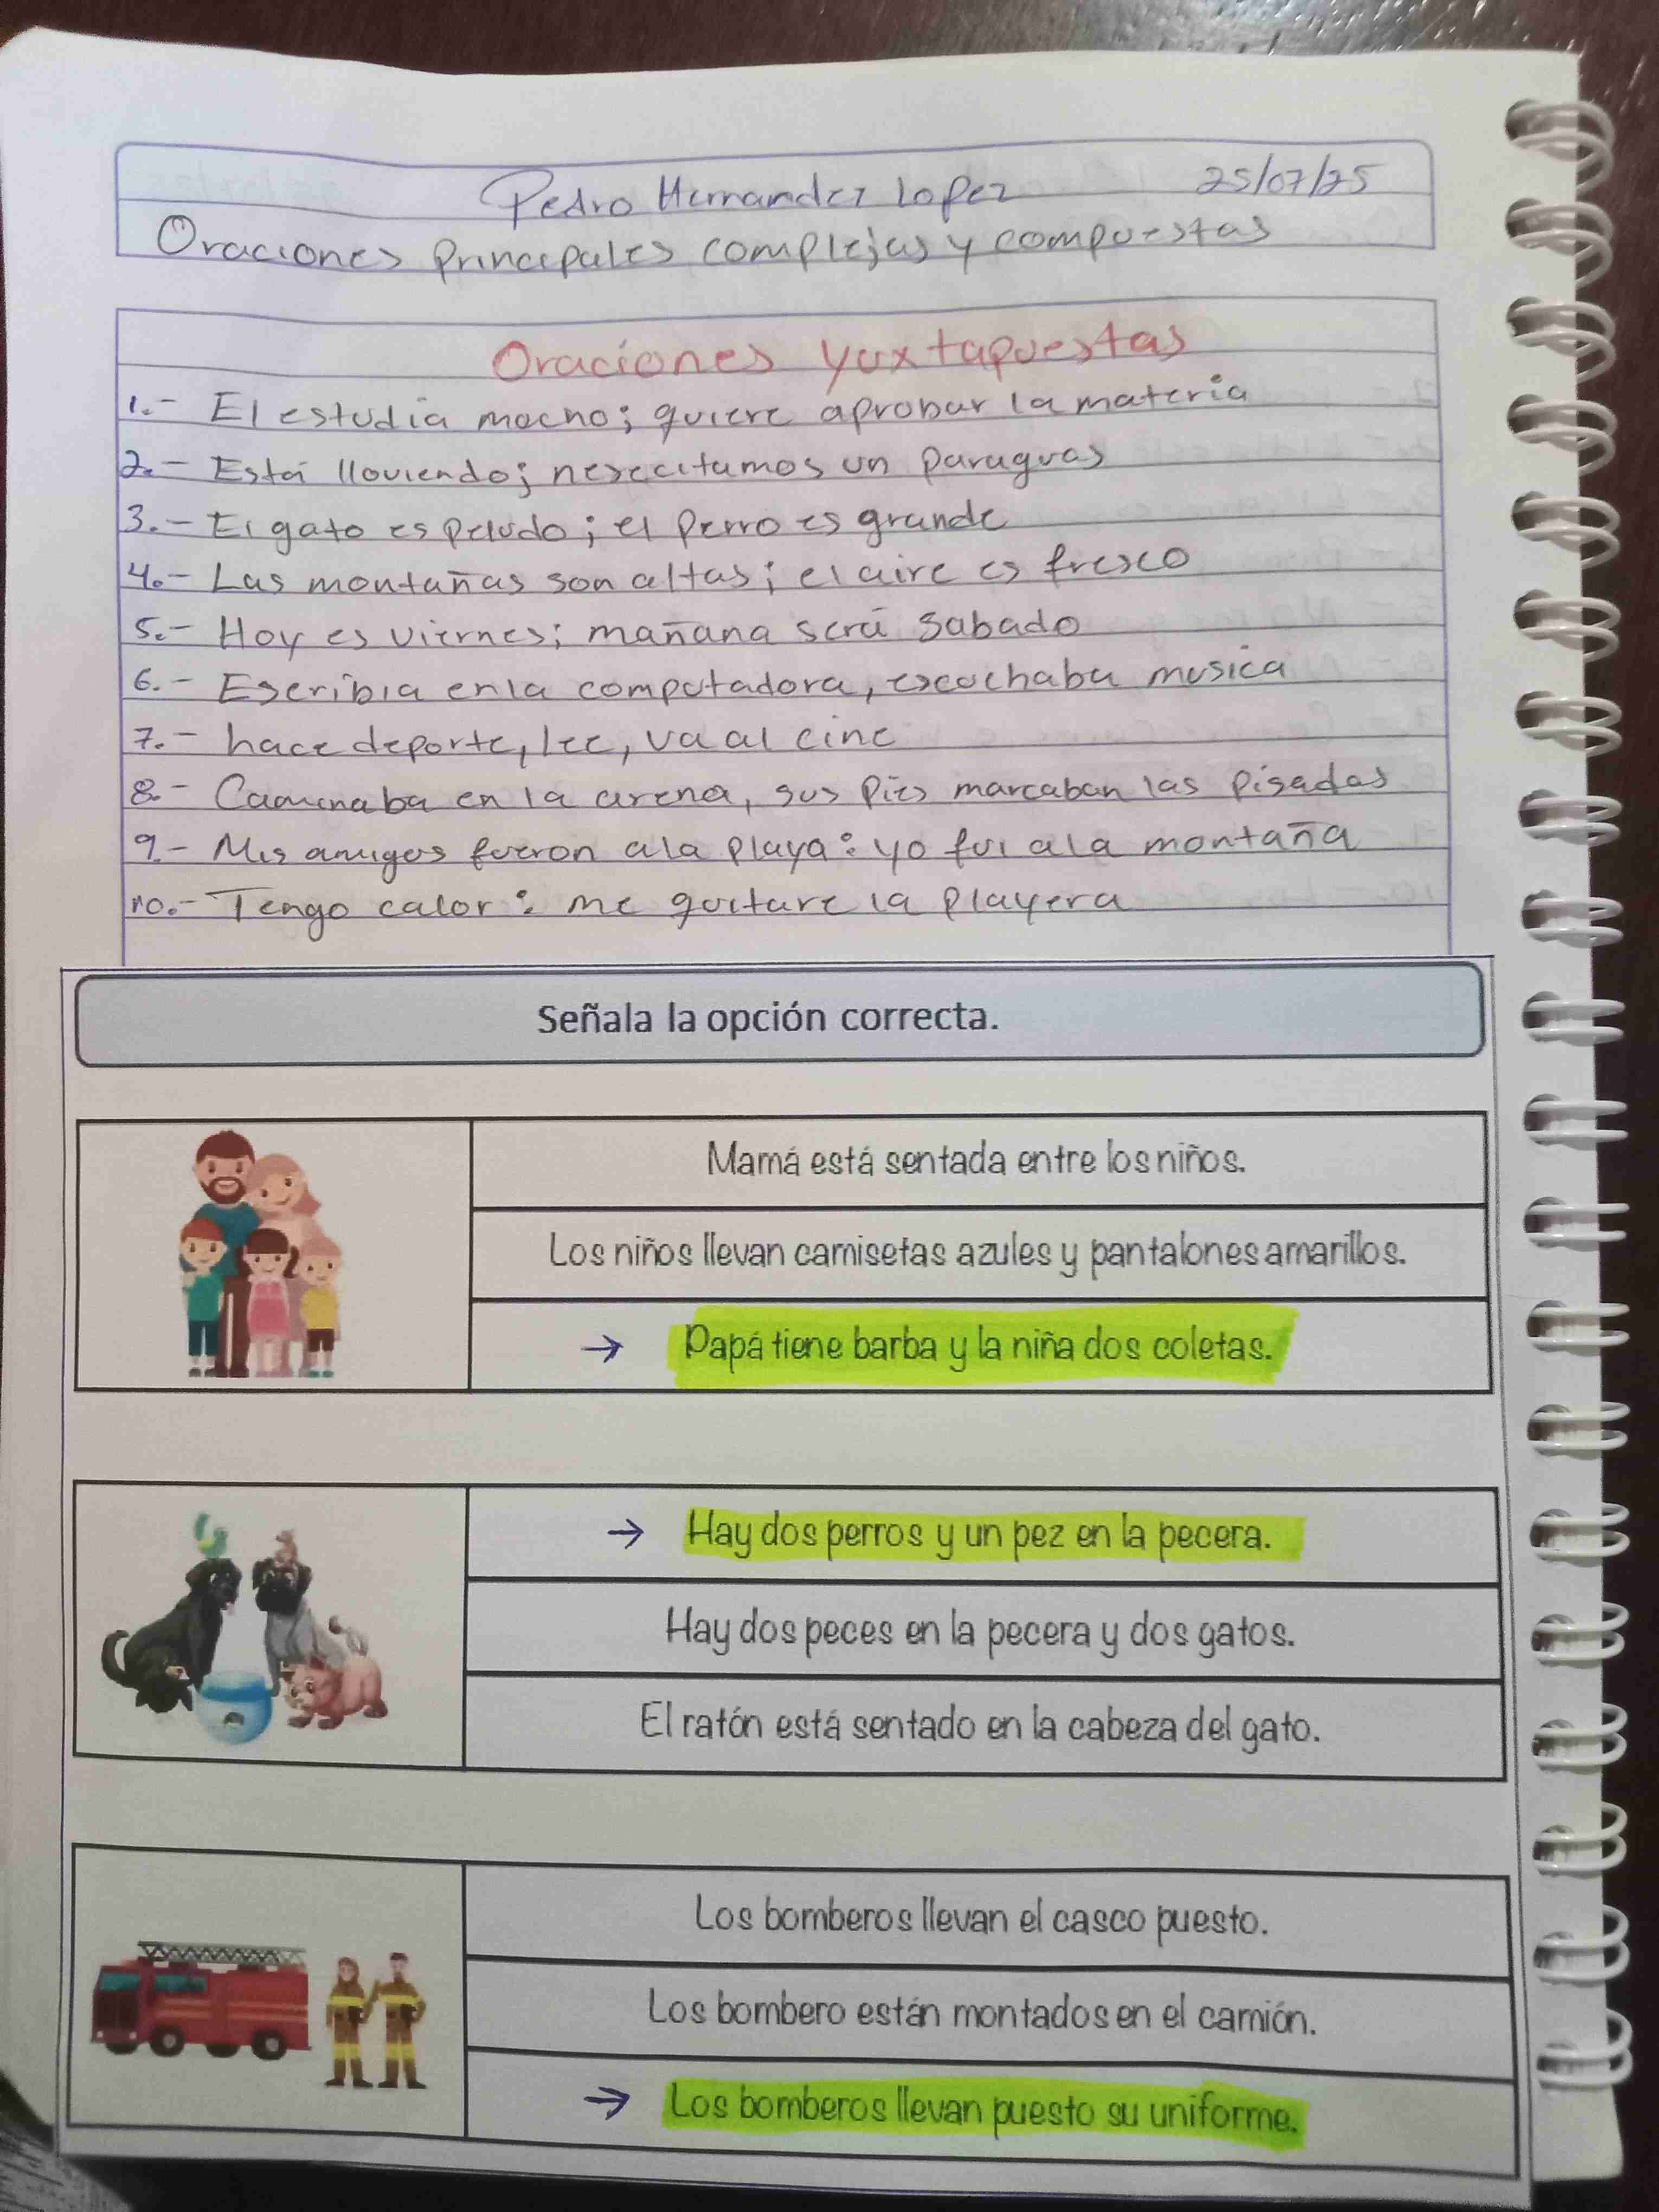 Pedro Hernandez Lopez 25/07/25
Oraciones Principales complejas y compuestas
Oraciones yuxtapuestas
1.- El estudia mocho; quiere aprobar la materia
2.- Está lloviendo; nesecitamos un paraguas
3.- El gato es peludo; el perro es grande
4.- Las montañas son altas; el aire es fresco
5.- Hoy es viernes; mañana será sabado
6.- Escribia en la computadora, escuchaba musica
7.- hace deporte, lee, va al cine
8.- Caminaba en la arena, sus pies marcaban las pisadas
9.- Mis amigos fueron ala playa: yo fui ala montaña
10.- Tengo calor: me quitare la playera
Señala la opción correcta.
Mamá está sentada entre los niños.
Los niños llevan camisetas azules y pantalones amarillos.
→ Papá tiene barba y la niña dos coletas.
→ Hay dos perros y un pez en la pecera.
Hay dos peces en la pecera y dos gatos.
El ratón está sentado en la cabeza del gato.
Los bomberos llevan el casco puesto.
Los bombero están montados en el camión.
→ Los bomberos llevan puesto su uniforme.